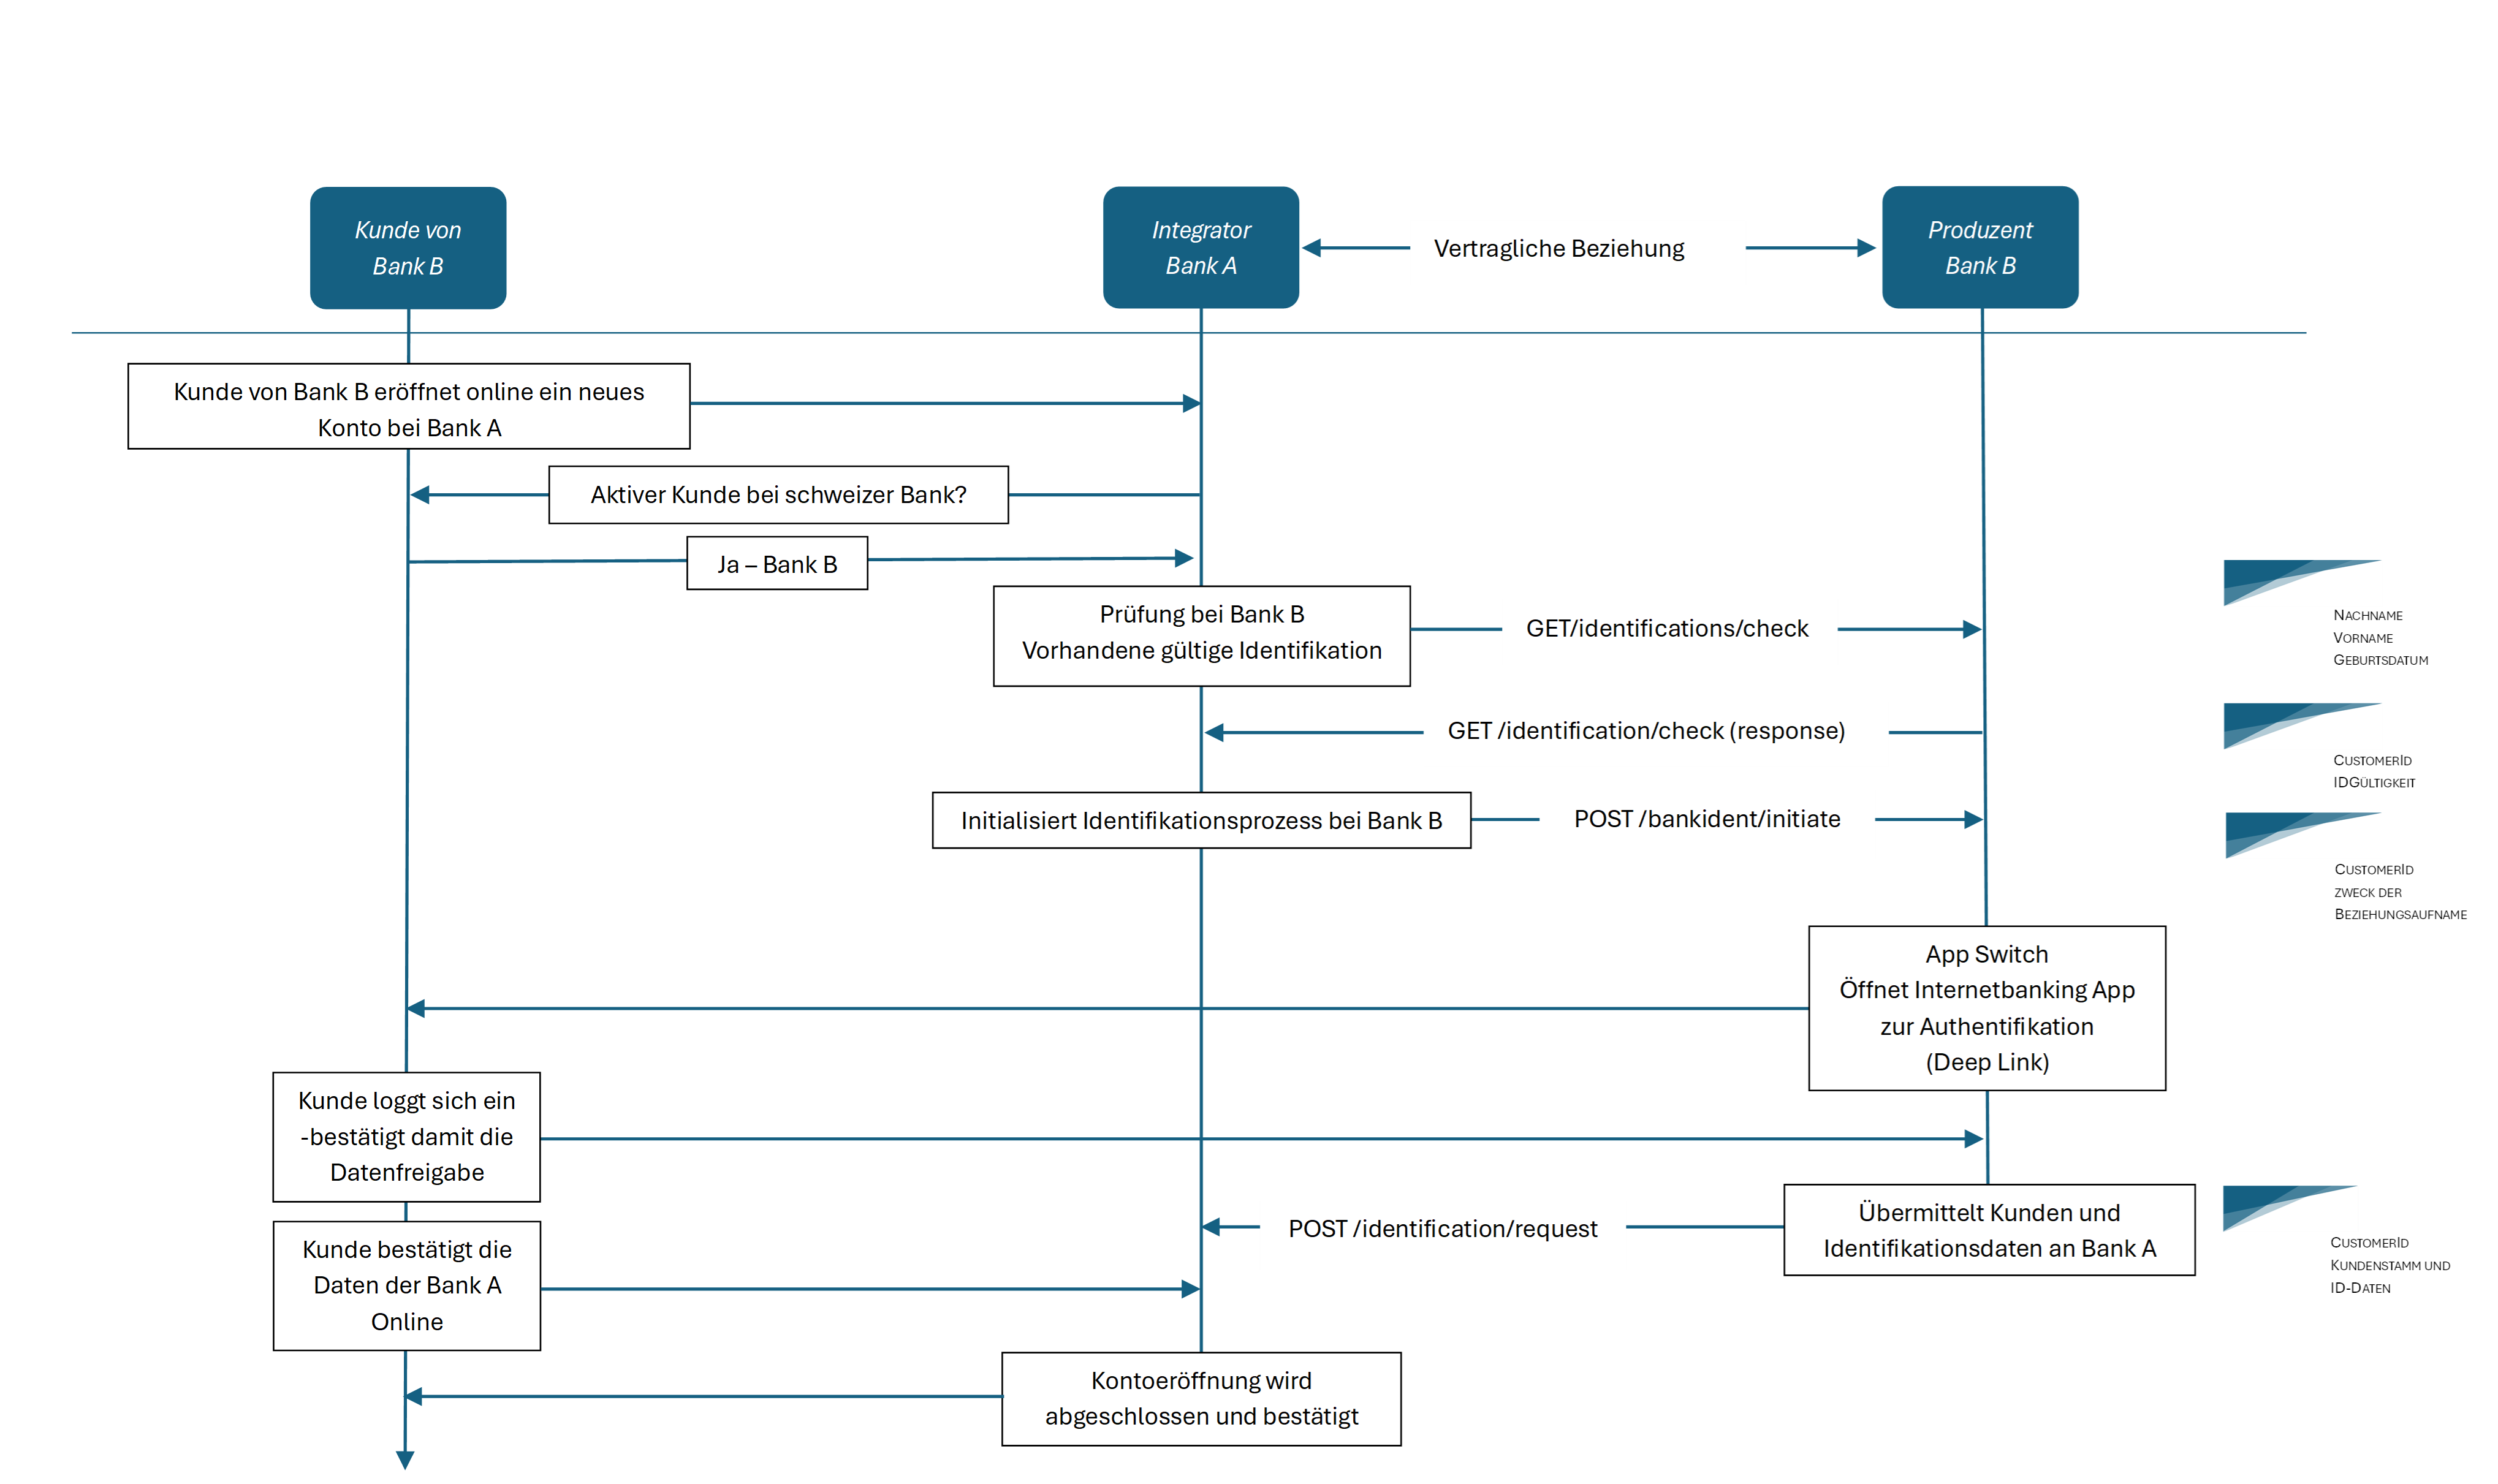 Kunde von
Bank B
Integrator
Bank A
Vertragliche Beziehung
Produzent
Bank B
Kunde von Bank B eröffnet online ein neues
Konto bei Bank A
Aktiver Kunde bei schweizer Bank?
Ja – Bank B
Prüfung bei Bank B
Vorhandene gültige Identifikation
GET/identifications/check
Nachname
Vorname
Geburtsdatum
GET /identification/check (response)
CustomerId
IDGültigkeit
Initialisiert Identifikationsprozess bei Bank B
POST /bankident/initiate
CustomerId
zweck der
Beziehungsaufname
App Switch
Öffnet Internetbanking App
zur Authentifikation
(Deep Link)
Kunde loggt sich ein
-bestätigt damit die
Datenfreigabe
POST /identification/request
Übermittelt Kunden und
Identifikationsdaten an Bank A
CustomerId
Kundenstamm und
ID-Daten
Kunde bestätigt die
Daten der Bank A
Online
Kontoeröffnung wird
abgeschlossen und bestätigt